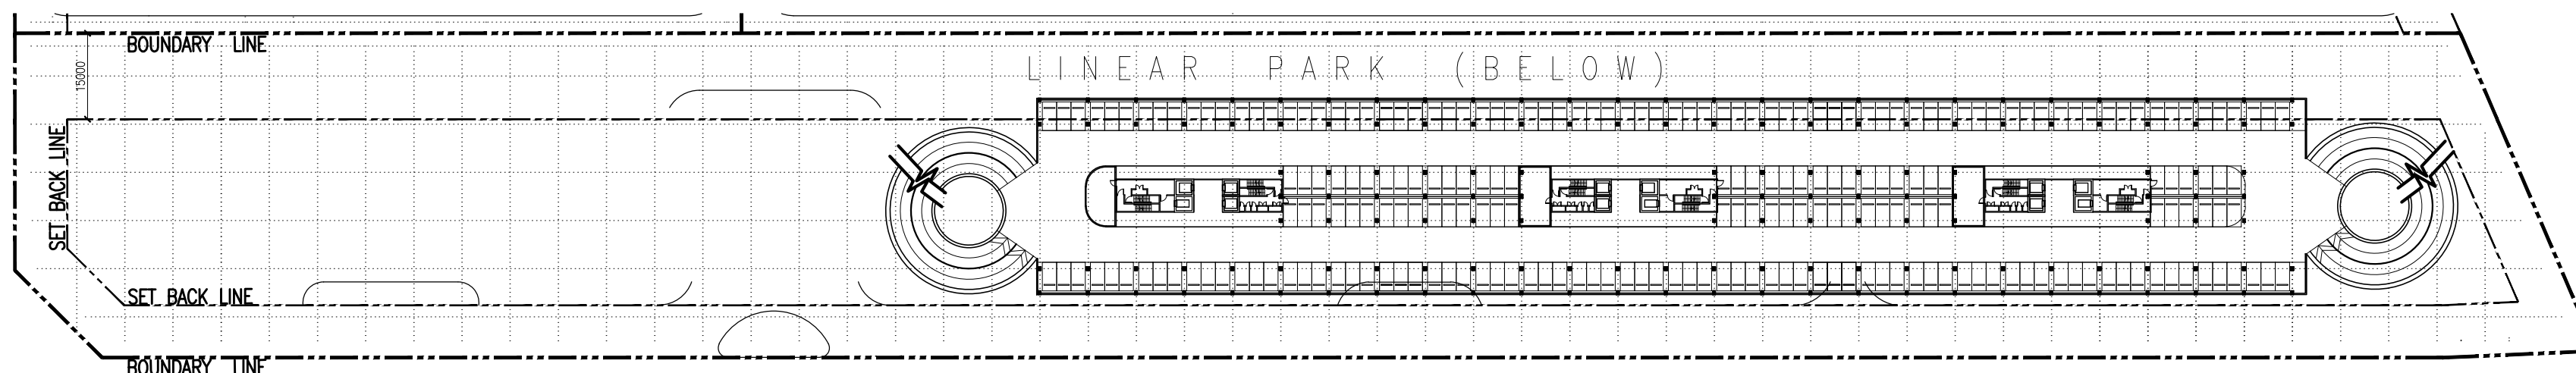 BOUNDARY LINE
LINEAR PARK (BELOW)
15000
SET BACK LINE
SET BACK LINE
BOUNDARY LINE